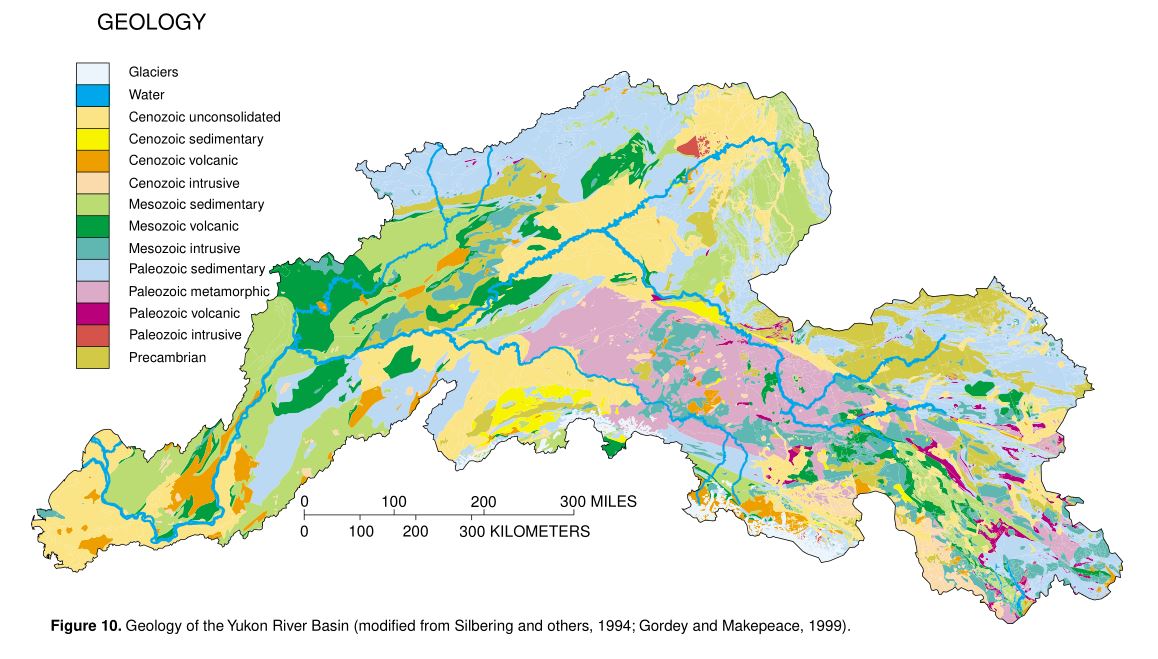 GEOLOGY
Glaciers
Water
Cenozoic unconsolidated
Cenozoic sedimentary
Cenozoic volcanic
Cenozoic intrusive
Mesozoic sedimentary
Mesozoic volcanic
Mesozoic intrusive
Paleozoic sedimentary
Paleozoic metamorphic
Paleozoic volcanic
Paleozoic intrusive
Precambrian
0 100 200 300 MILES
0 100 200 300 KILOMETERS
Figure 10. Geology of the Yukon River Basin (modified from Silbering and others, 1994; Gordey and Makepeace, 1999).